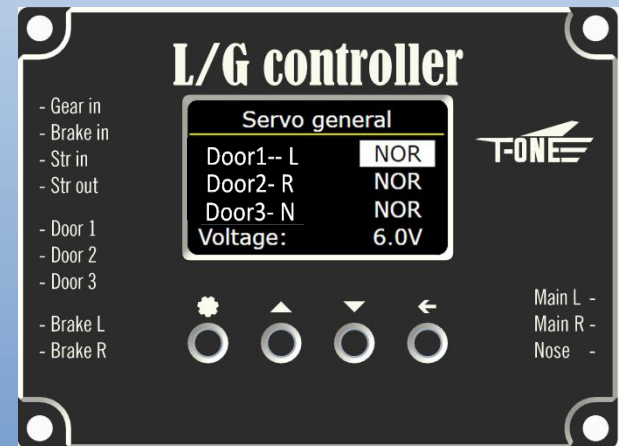 L/G controller
- Gear in
- Brake in
- Str in
- Str out
- Door 1
- Door 2
- Door 3
- Brake L
- Brake R
Servo general
Door1-- L NOR
Door2- R NOR
Door3- N NOR
Voltage: 6.0V
T-ONE
Main L -
Main R -
Nose -